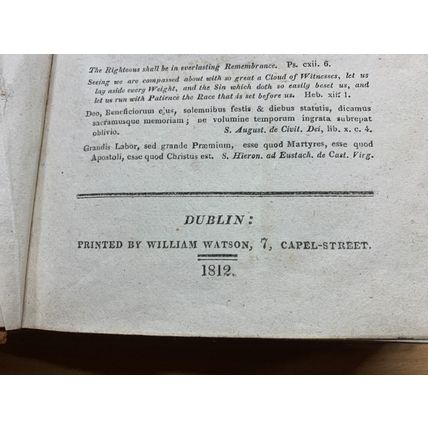 The Righteous shall be in everlasting Remembrance. Ps. cxii. 6.
Seeing we are compassed about with so great a Cloud of Witnesses, let us
lay aside every Weight, and the Sin which doth so easily beset us, and
let us run with Patience the Race that is set before us. Heb. xii. 1.
Deo, Beneficiorum ejus, solemnibus festis & diebus statutis, dicamus
sacramusque memoriam; ne volumine temporum ingrata subrepat
oblivio. S. August. de Civit. Dei, lib. x. c. 4.
Grandis Labor, sed grande Præmium, esse quod Martyres, esse quod
Apostoli, esse quod Christus est. S. Hieron. ad Eustach. de Cast. Virg.
DUBLIN:
PRINTED BY WILLIAM WATSON, 7, CAPEL-STREET.
1812.